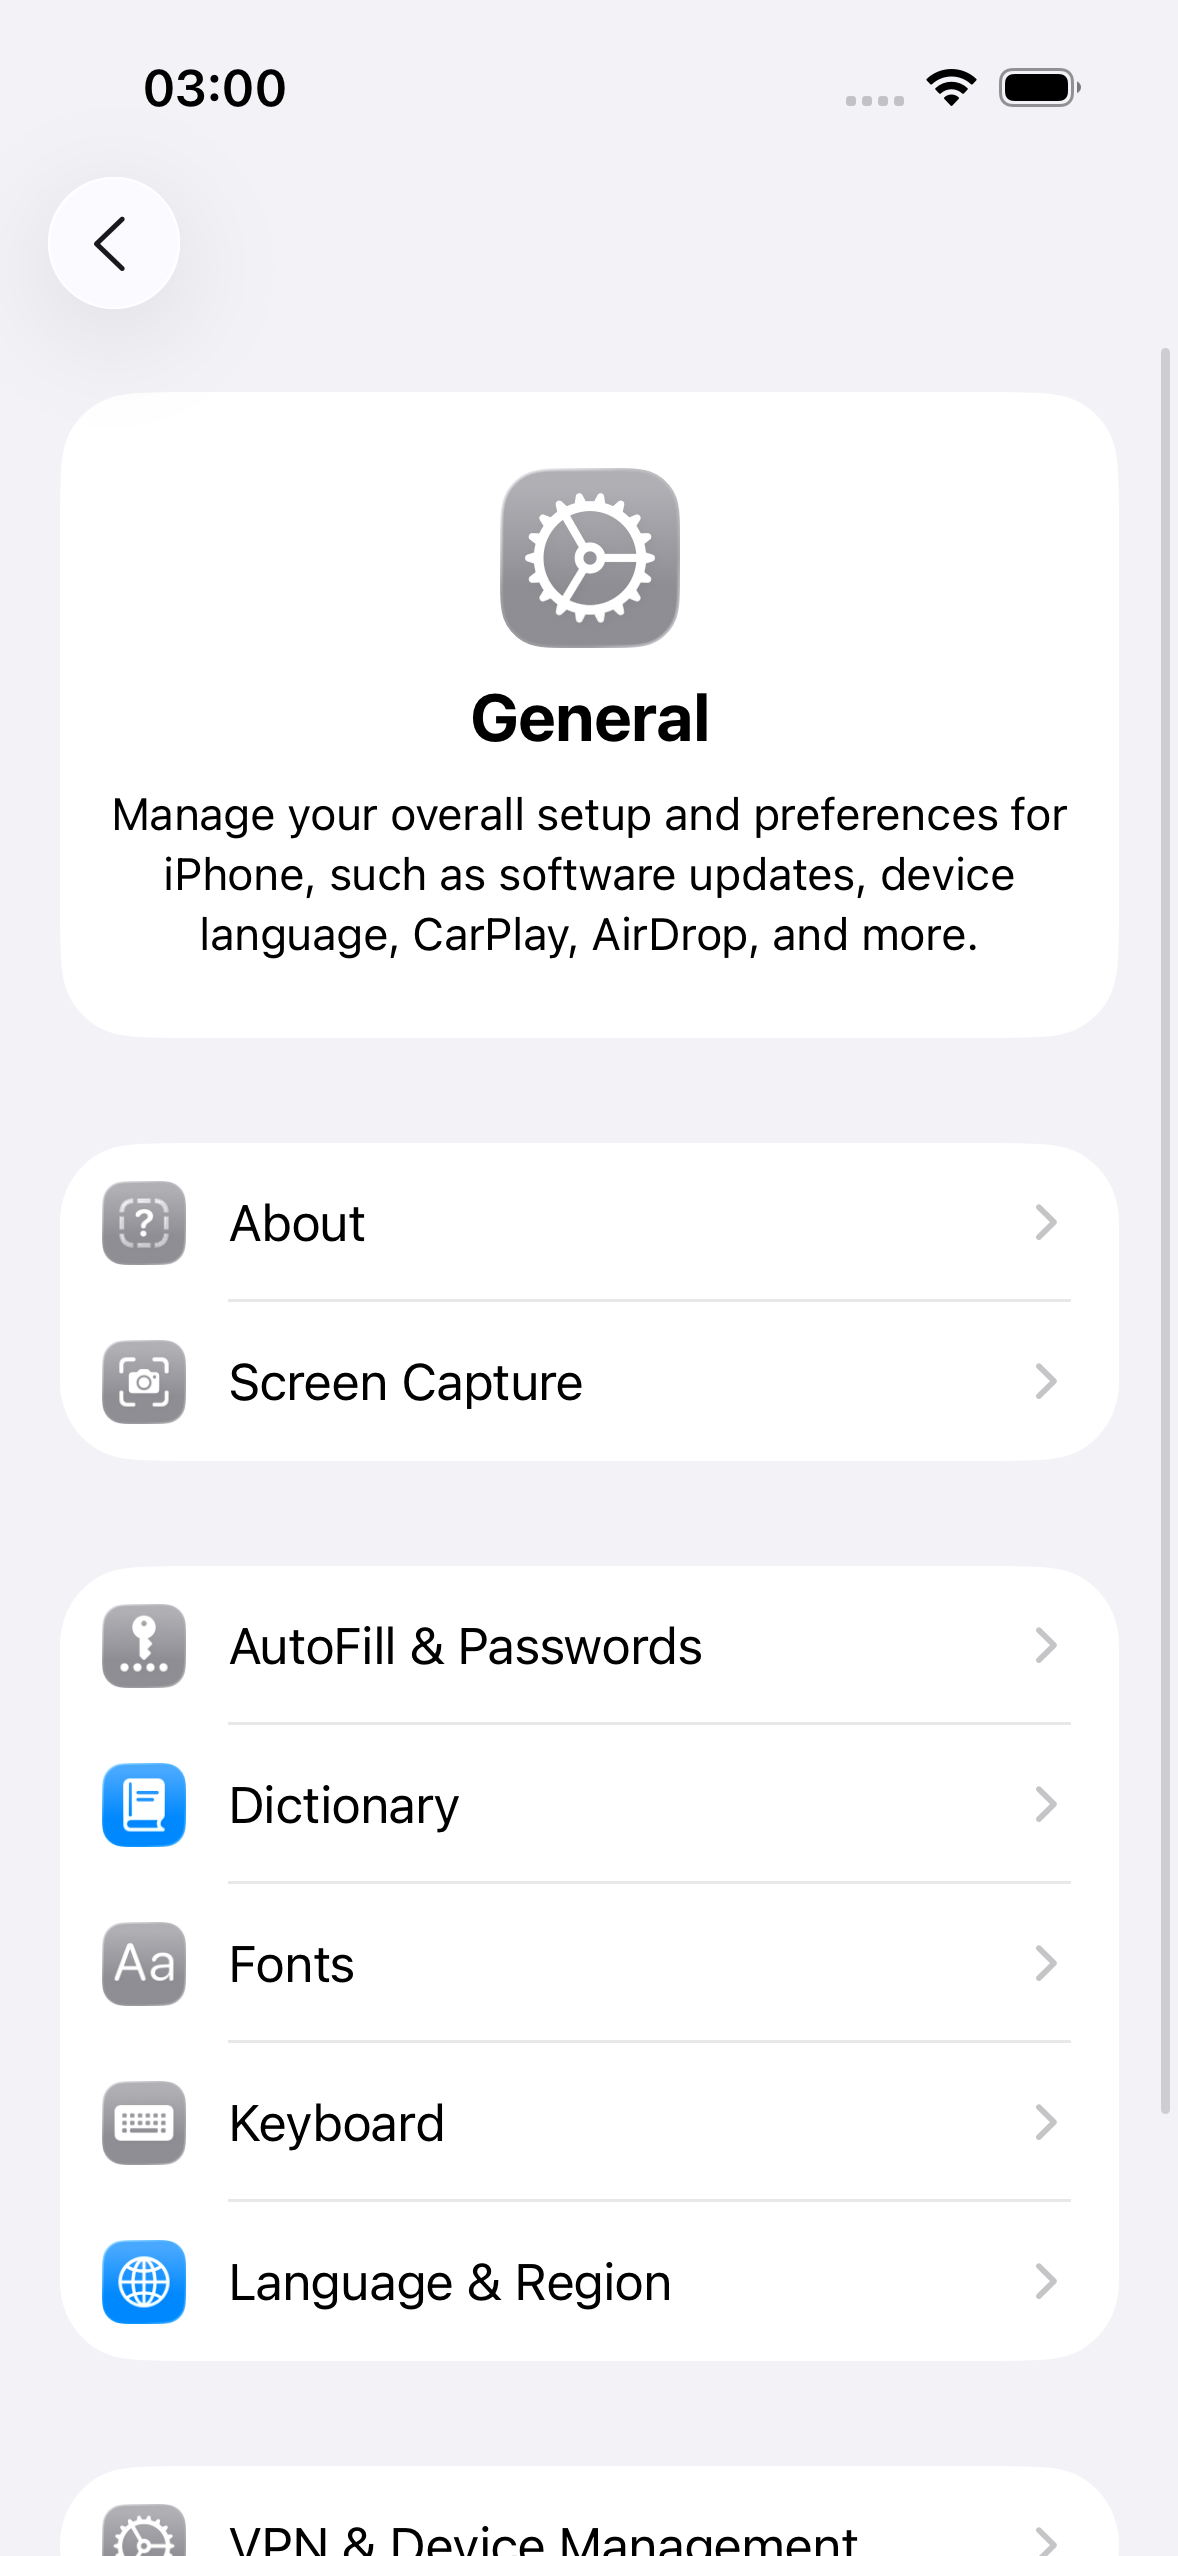 03:00
General
Manage your overall setup and preferences for
iPhone, such as software updates, device
language, CarPlay, AirDrop, and more.
About
Screen Capture
AutoFill & Passwords
Dictionary
Aa Fonts
Keyboard
Language & Region
VPN & Device Management